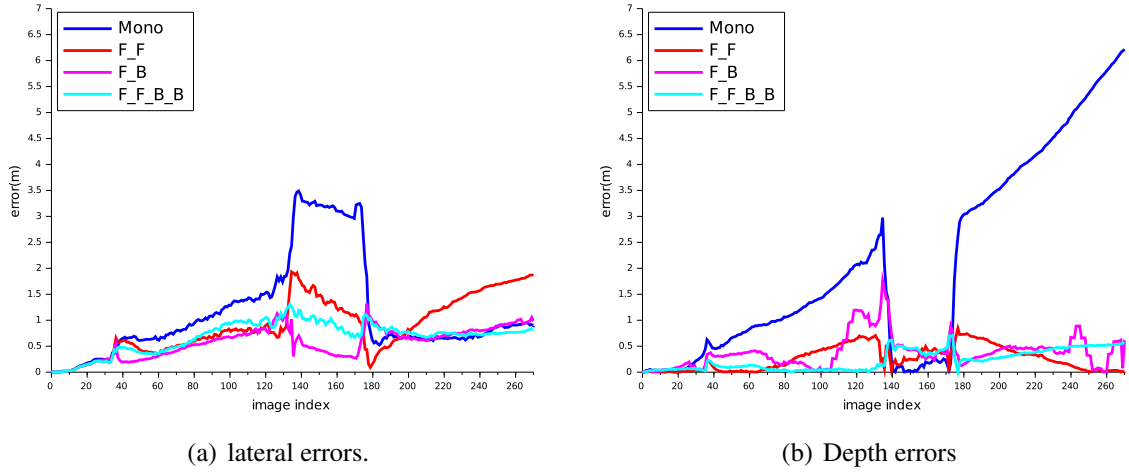 7
6.5
6
5.5
5
4.5
4
3.5
3
2.5
2
1.5
1
0.5
0
error(m)
Mono
F_F
F_B
F_F_B_B
0 20 40 60 80 100 120 140 160 180 200 220 240 260
image index
(a) lateral errors.
7
6.5
6
5.5
5
4.5
4
3.5
3
2.5
2
1.5
1
0.5
0
error(m)
Mono
F_F
F_B
F_F_B_B
0 20 40 60 80 100 120 140 160 180 200 220 240 260
image index
(b) Depth errors